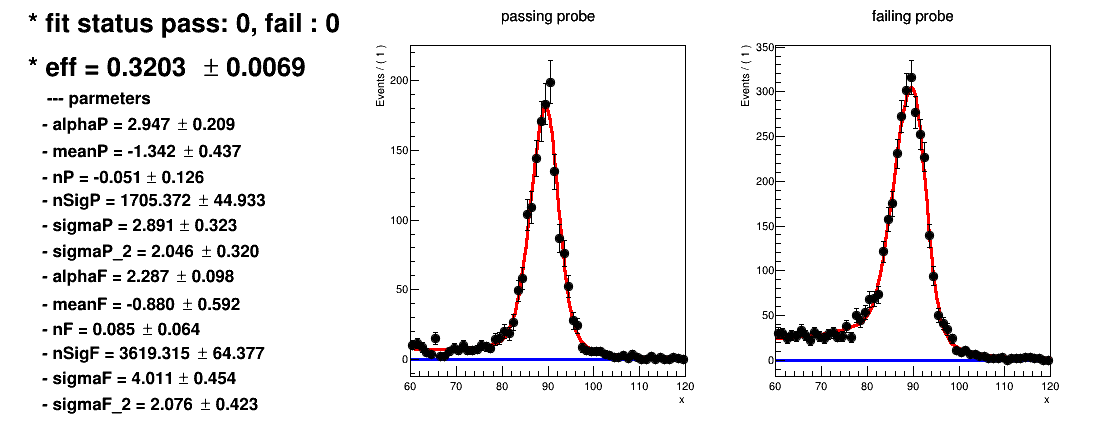 * fit status pass: 0, fail : 0
* eff = 0.3203 ± 0.0069
--- parmeters
- alphaP = 2.947 ± 0.209
- meanP = -1.342 ± 0.437
- nP = -0.051 ± 0.126
- nSigP = 1705.372 ± 44.933
- sigmaP = 2.891 ± 0.323
- sigmaP_2 = 2.046 ± 0.320
- alphaF = 2.287 ± 0.098
- meanF = -0.880 ± 0.592
- nF = 0.085 ± 0.064
- nSigF = 3619.315 ± 64.377
- sigmaF = 4.011 ± 0.454
- sigmaF_2 = 2.076 ± 0.423
passing probe
Events / ( 1 )
200
150
100
50
0
60 70 80 90 100 110 120
x
failing probe
Events / ( 1 )
350
300
250
200
150
100
50
0
60 70 80 90 100 110 120
x